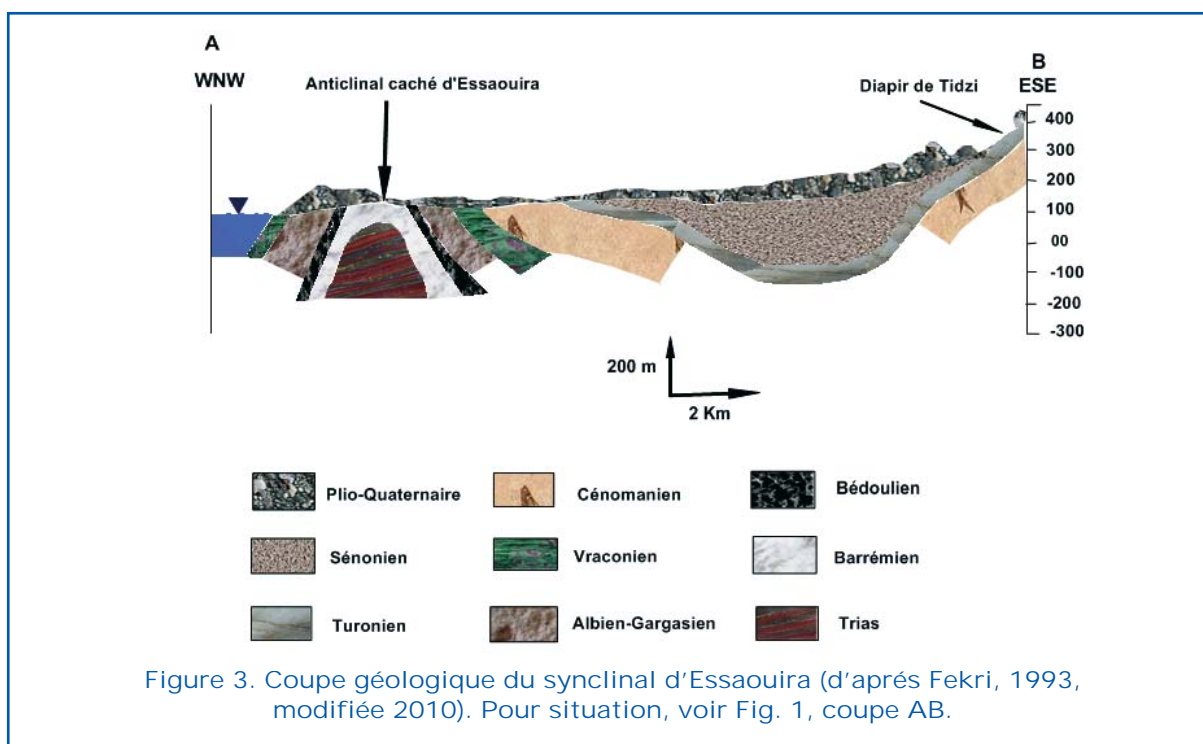 A
WNW
Anticlinal caché d'Essaouira
Diapir de Tidzi
B
ESE
400
300
200
100
00
-100
-200
-300
200 m
2 Km
Plio-Quaternaire
Cénomanien
Bédoulien
Sénonien
Vraconien
Barrémien
Turonien
Albien-Gargasien
Trias
Figure 3. Coupe géologique du synclinal d'Essaouira (d'aprés Fekri, 1993,
modifiée 2010). Pour situation, voir Fig. 1, coupe AB.